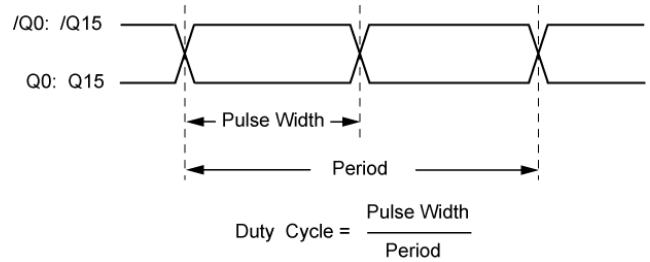 /Q0: /Q15
Q0: Q15
Pulse Width
Period
Duty Cycle = Pulse Width
Period